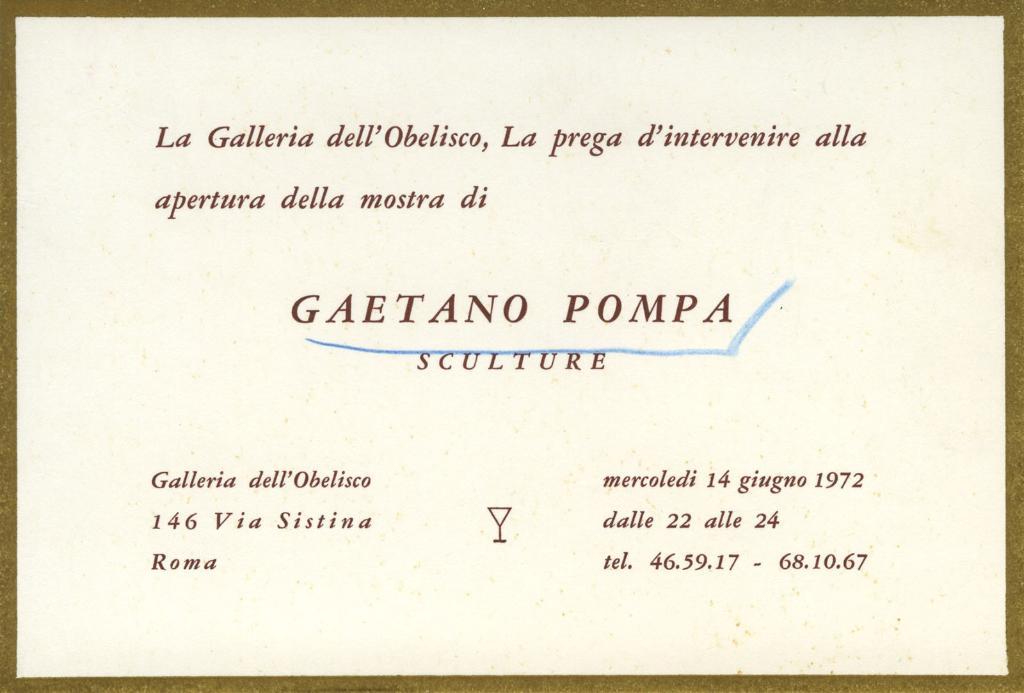 La Galleria dell'Obelisco, La prega d'intervenire alla
apertura della mostra di
GAETANO POMPA
SCULTURE
Galleria dell'Obelisco
146 Via Sistina
Roma
mercoledi 14 giugno 1972
dalle 22 alle 24
tel. 46.59.17 - 68.10.67